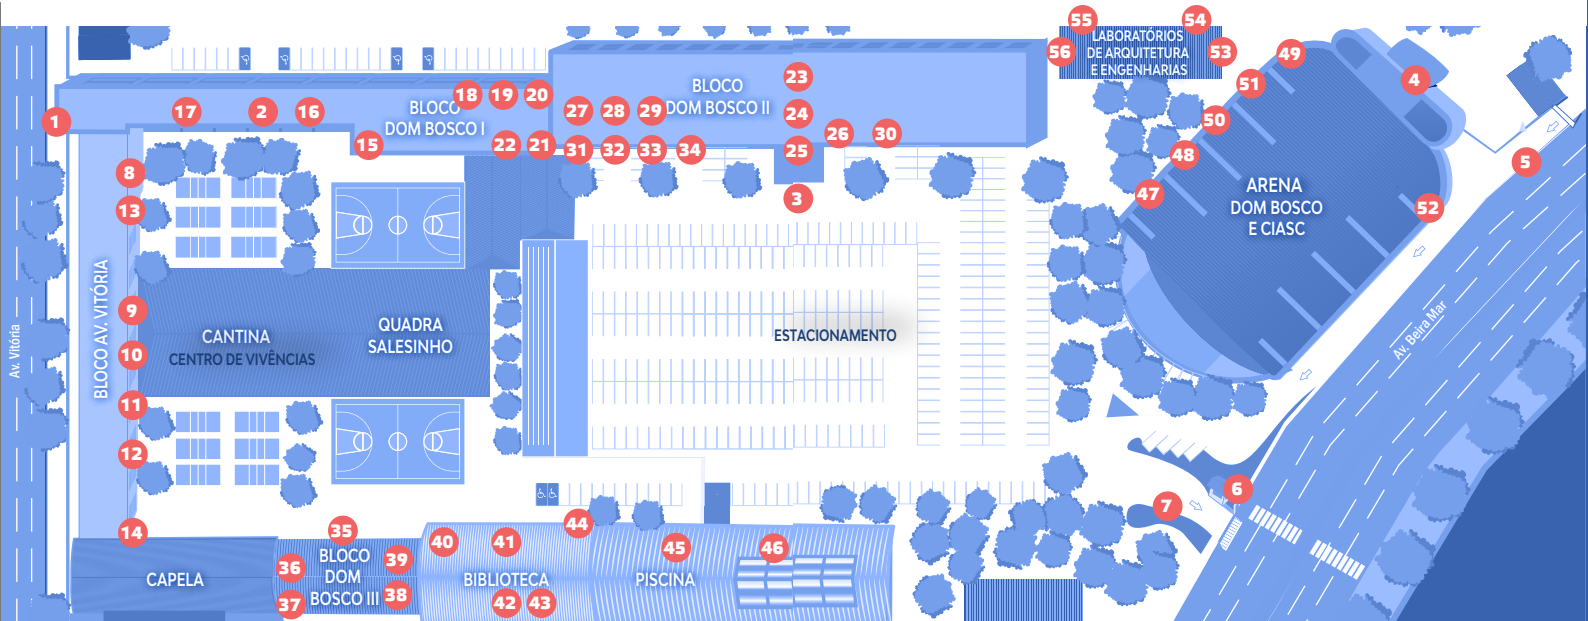 55
54
LABORATÓRIOS
DE ARQUITETURA
E ENGENHARIAS
56
53
49
51
4
50
48
5
47
ARENA
DOM BOSCO
E CIASC
52
BLOCO
DOM BOSCO II
23
24
25
26
30
3
27
28
29
31
32
33
34
18
19
20
BLOCO
DOM BOSCO I
22
21
15
1
17
2
16
8
13
9
10
11
12
14
Av. Vitória
BLOCO AV. VITÓRIA
CANTINA
CENTRO DE VIVÊNCIAS
QUADRA
SALESINHO
ESTACIONAMENTO
Av. Beira Mar
6
7
CAPELA
35
36
39
BLOCO
DOM
BOSCO III
37
38
40
41
44
BIBLIOTECA
42
43
45
PISCINA
46